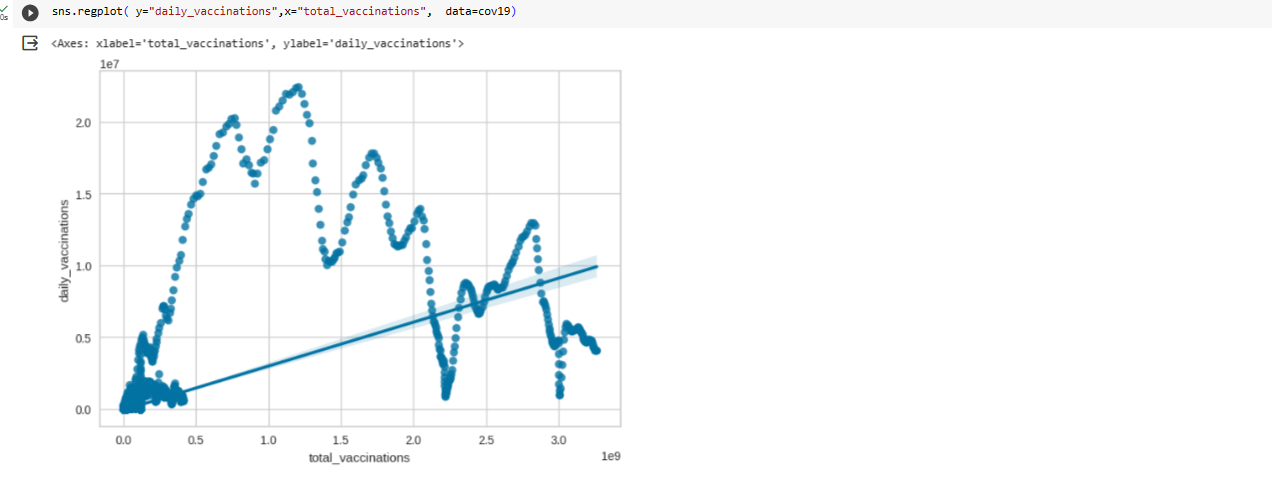 sns.regplot( y="daily_vaccinations",x="total_vaccinations",  data=cov19)
0s
<Axes: xlabel='total_vaccinations', ylabel='daily_vaccinations'>
1e7
2.0
1.5
1.0
0.5
0.0
daily_vaccinations
0.0 0.5 1.0 1.5 2.0 2.5 3.0
total_vaccinations
1e9